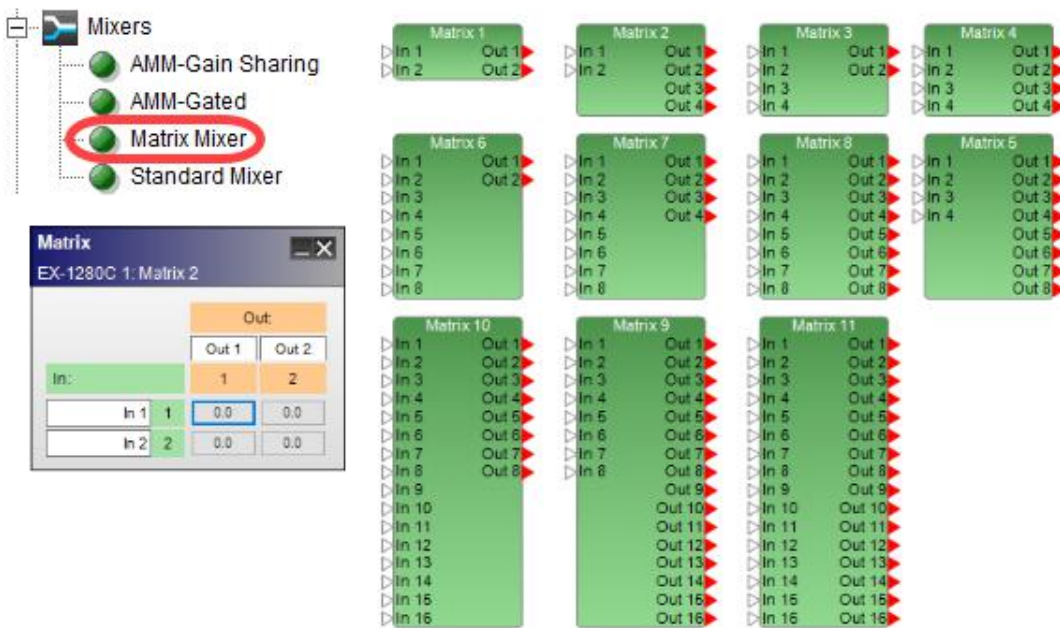 Mixers
AMM-Gain Sharing
AMM-Gated
Matrix Mixer
Standard Mixer
Matrix
EX-1280C 1: Matrix 2
Out:
Out 1 Out 2
In: 1 2
In 1 1 0.0 0.0
In 2 2 0.0 0.0
Matrix 1
In 1 Out 1
In 2 Out 2
Matrix 2
In 1 Out 1
In 2 Out 2
Out 3
Out 4
Matrix 3
In 1 Out 1
In 2 Out 2
In 3
In 4
Matrix 4
In 1 Out 1
In 2 Out 2
In 3 Out 3
In 4 Out 4
Matrix 6
In 1 Out 1
In 2 Out 2
In 3
In 4
In 5
In 6
In 7
In 8
Matrix 7
In 1 Out 1
In 2 Out 2
In 3 Out 3
In 4 Out 4
In 5
In 6
In 7
In 8
Matrix 8
In 1 Out 1
In 2 Out 2
In 3 Out 3
In 4 Out 4
In 5 Out 5
In 6 Out 6
In 7 Out 7
In 8 Out 8
Matrix 5
In 1 Out 1
In 2 Out 2
In 3 Out 3
In 4 Out 4
Out 5
Out 6
Out 7
Out 8
Matrix 10
In 1 Out 1
In 2 Out 2
In 3 Out 3
In 4 Out 4
In 5 Out 5
In 6 Out 6
In 7 Out 7
In 8 Out 8
In 9
In 10
In 11
In 12
In 13
In 14
In 15
In 16
Matrix 9
In 1 Out 1
In 2 Out 2
In 3 Out 3
In 4 Out 4
In 5 Out 5
In 6 Out 6
In 7 Out 7
In 8 Out 8
Out 9
Out 10
Out 11
Out 12
Out 13
Out 14
Out 15
Out 16
Matrix 11
In 1 Out 1
In 2 Out 2
In 3 Out 3
In 4 Out 4
In 5 Out 5
In 6 Out 6
In 7 Out 7
In 8 Out 8
In 9 Out 9
In 10 Out 10
In 11 Out 11
In 12 Out 12
In 13 Out 13
In 14 Out 14
In 15 Out 15
In 16 Out 16